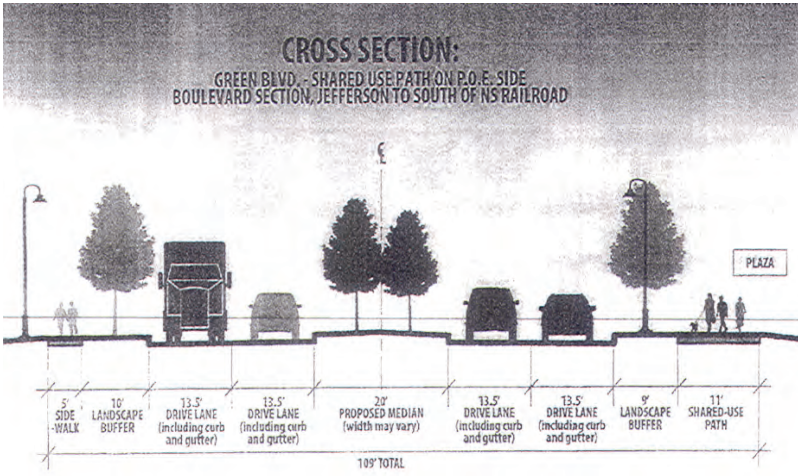 CROSS SECTION:
GREEN BLVD. - SHARED USE PATH ON P.O.E. SIDE
BOULEVARD SECTION, JEFFERSON TO SOUTH OF NS RAILROAD
℄
PLAZA
5'
SIDE
-WALK
10'
LANDSCAPE
BUFFER
13.5'
DRIVE LANE
(including curb
and gutter)
13.5'
DRIVE LANE
(including curb
and gutter)
20'
PROPOSED MEDIAN
(width may vary)
13.5'
DRIVE LANE
(including curb
and gutter)
13.5'
DRIVE LANE
(including curb
and gutter)
9'
LANDSCAPE
BUFFER
11'
SHARED-USE
PATH
109' TOTAL